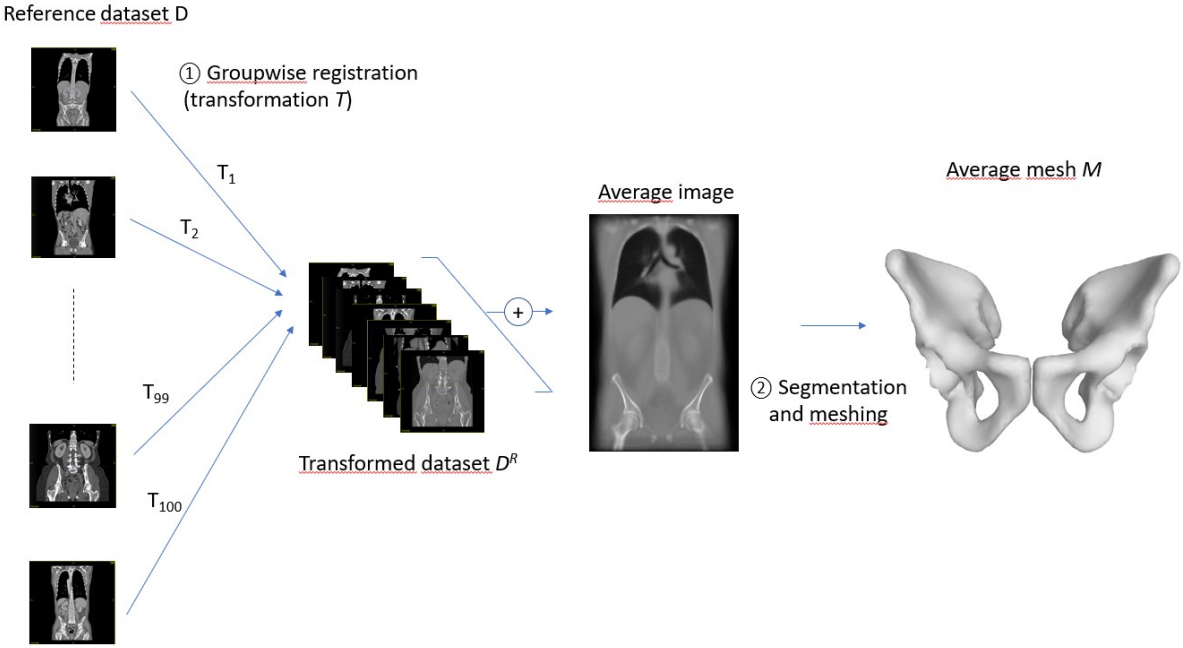 Reference dataset D
① Groupwise registration
(transformation T)
T1
T2
T99
T100
Transformed dataset D^R
+
Average image
② Segmentation
and meshing
Average mesh M